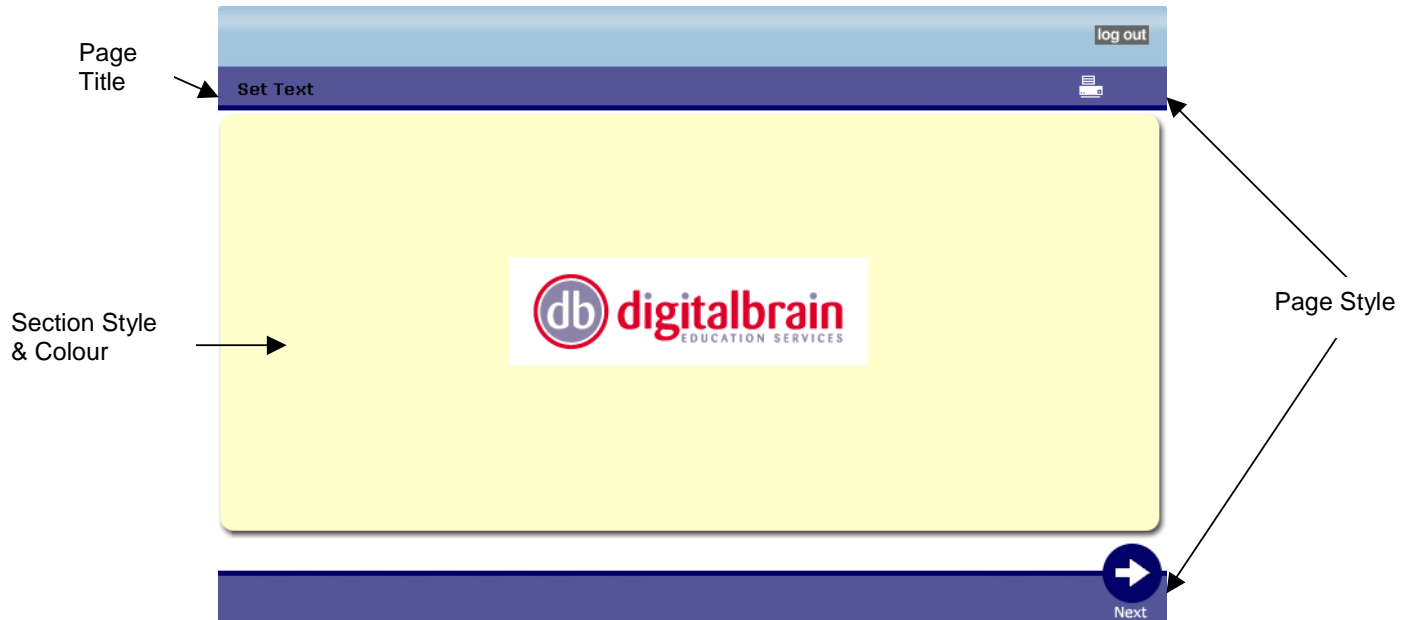 log out
Page
Title
Set Text
Section Style
& Colour
db digitalbrain
EDUCATION SERVICES
Page Style
Next